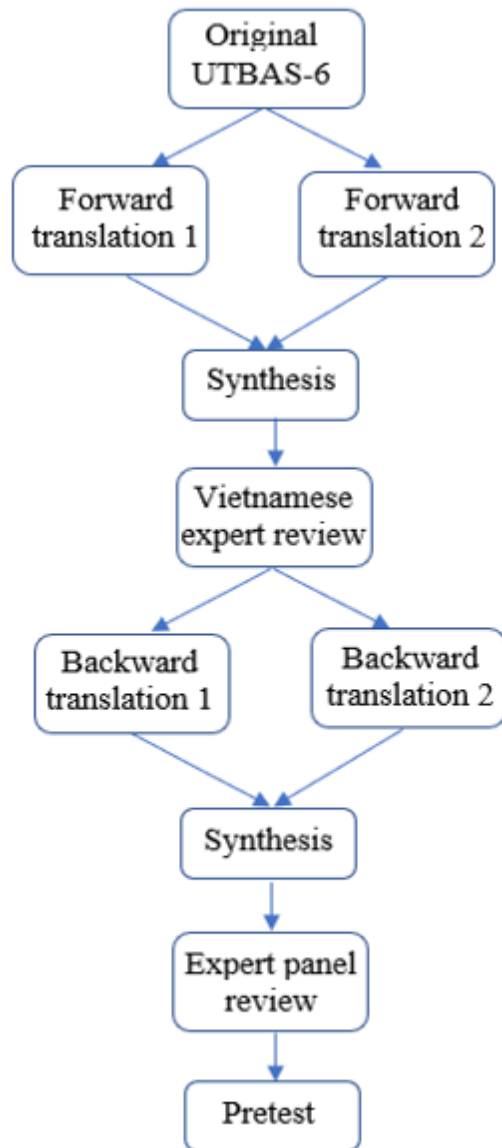 Original
UTBAS-6
Forward
translation 1
Forward
translation 2
Synthesis
Vietnamese
expert review
Backward
translation 1
Backward
translation 2
Synthesis
Expert panel
review
Pretest